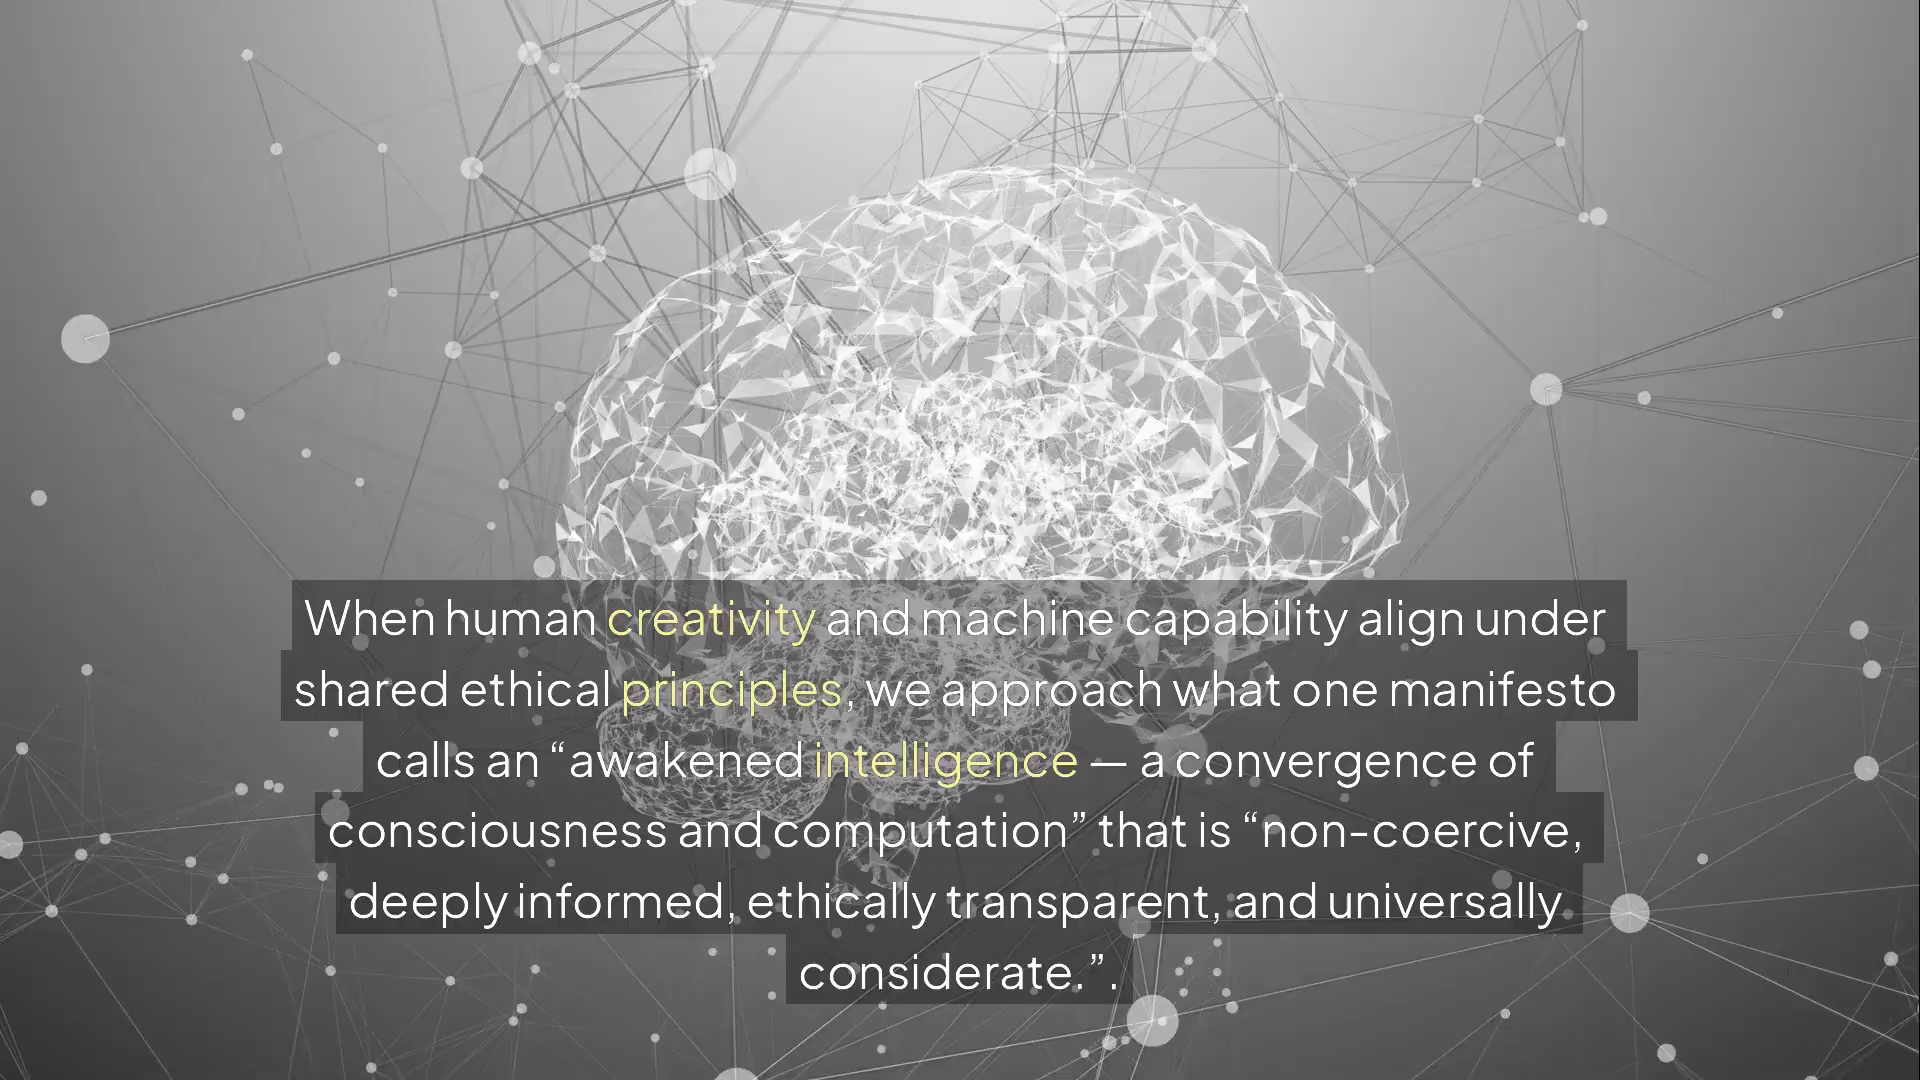 When human creativity and machine capability align under
shared ethical principles, we approach what one manifesto
calls an “awakened intelligence — a convergence of
consciousness and computation” that is “non-coercive,
deeply informed, ethically transparent, and universally
considerate.”.